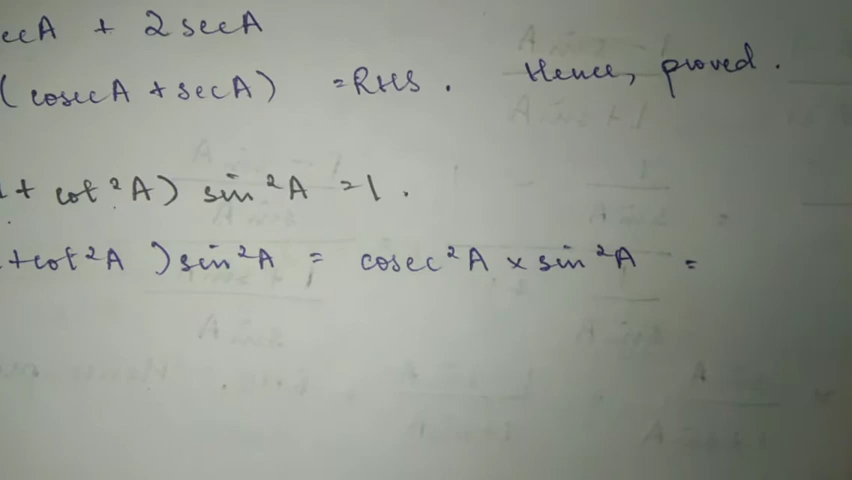 ecA + 2 secA
(cosecA + secA) = RHS. Hence, proved.
+ cot²A) sin²A = 1.
+cot²A) sin²A = cosec²A × sin²A =